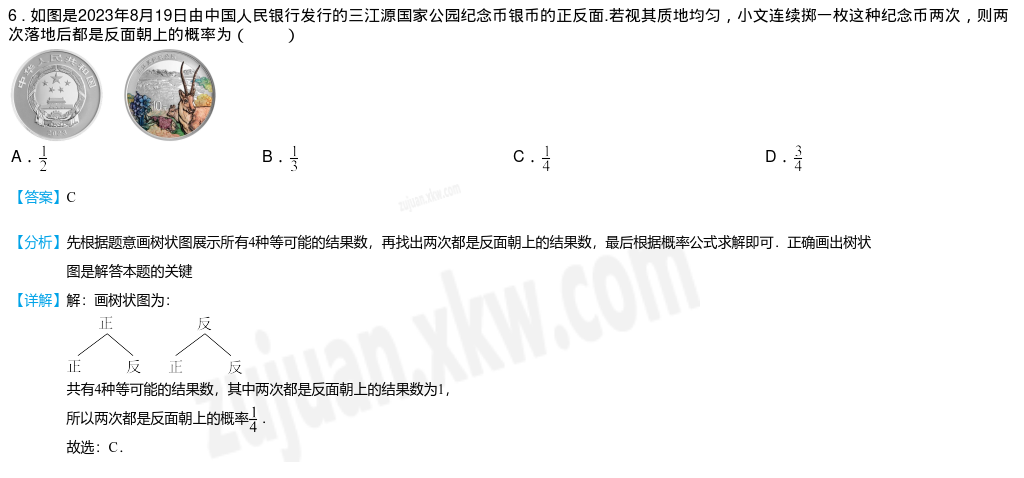 6．如图是2023年8月19日由中国人民银行发行的三江源国家公园纪念币银币的正反面.若视其质地均匀，小文连续掷一枚这种纪念币两次，则两
次落地后都是反面朝上的概率为（　　）
中华人民共和国
2023
A．1/2 B．1/3 C．1/4 D．3/4
【答案】C
【分析】先根据题意画树状图展示所有4种等可能的结果数，再找出两次都是反面朝上的结果数，最后根据概率公式求解即可．正确画出树状
图是解答本题的关键
【详解】解：画树状图为：
正 反
正 反 正 反
共有4种等可能的结果数，其中两次都是反面朝上的结果数为1，
所以两次都是反面朝上的概率1/4．
故选：C．
zujuan.xkw.com
zujuan.xkw.com